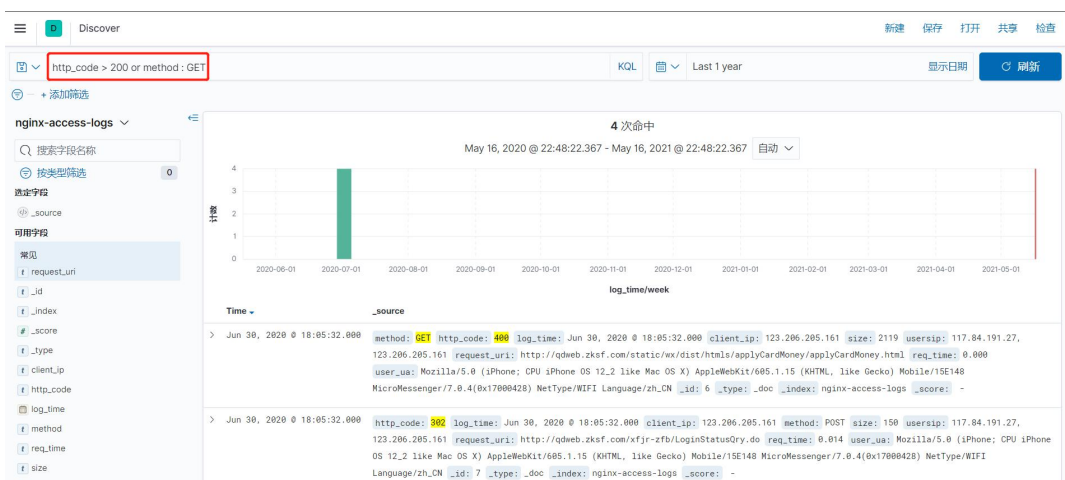 D Discover 新建 保存 打开 共享 检查
http_code > 200 or method : GET KQL Last 1 year 显示日期 刷新
+ 添加筛选
nginx-access-logs
搜索字段名称
按类型筛选 0
选定字段
_source
可用字段
常见
t request_uri
t _id
t _index
# _score
t _type
t client_ip
t http_code
log_time
t method
t req_time
t size
4 次命中
May 16, 2020 @ 22:48:22.367 - May 16, 2021 @ 22:48:22.367 自动
计数
4
3
2
1
0
2020-06-01 2020-07-01 2020-08-01 2020-09-01 2020-10-01 2020-11-01 2020-12-01 2021-01-01 2021-02-01 2021-03-01 2021-04-01 2021-05-01
log_time/week
Time _source
Jun 30, 2020 @ 18:05:32.000 method: GET http_code: 400 log_time: Jun 30, 2020 @ 18:05:32.000 client_ip: 123.206.205.161 size: 2119 usersip: 117.84.191.27,
123.206.205.161 request_uri: http://qdweb.zksf.com/static/wx/dist/htmls/applyCardMoney/applyCardMoney.html req_time: 0.000
user_ua: Mozilla/5.0 (iPhone; CPU iPhone OS 12_2 like Mac OS X) AppleWebKit/605.1.15 (KHTML, like Gecko) Mobile/15E148
MicroMessenger/7.0.4(0x17000428) NetType/WIFI Language/zh_CN _id: 6 _type: _doc _index: nginx-access-logs _score: -
Jun 30, 2020 @ 18:05:32.000 http_code: 302 log_time: Jun 30, 2020 @ 18:05:32.000 client_ip: 123.206.205.161 method: POST size: 150 usersip: 117.84.191.27,
123.206.205.161 request_uri: http://qdweb.zksf.com/xfjr-zfb/LoginStatusQry.do req_time: 0.014 user_ua: Mozilla/5.0 (iPhone; CPU iPhone
OS 12_2 like Mac OS X) AppleWebKit/605.1.15 (KHTML, like Gecko) Mobile/15E148 MicroMessenger/7.0.4(0x17000428) NetType/WIFI
Language/zh_CN _id: 7 _type: _doc _index: nginx-access-logs _score: -